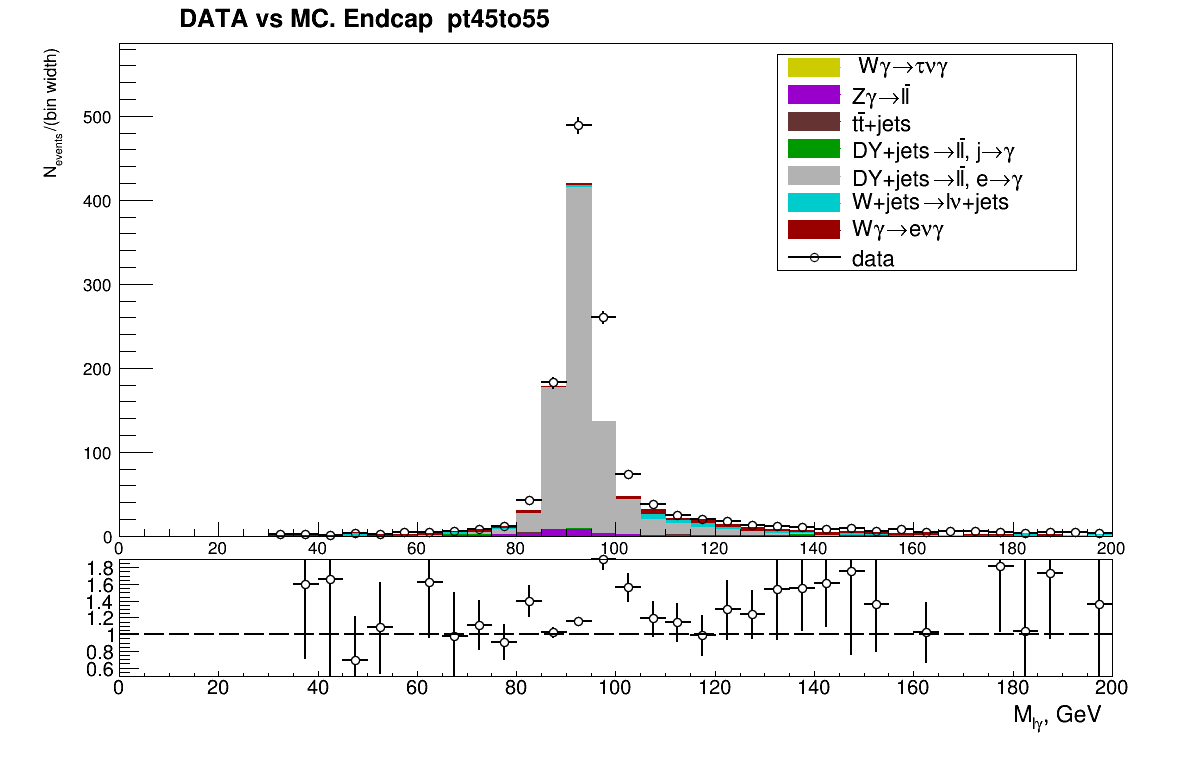 DATA vs MC. Endcap  pt45to55
N_events/(bin width)
500
400
300
200
100
0
Wγ→τνγ
Zγ→ll̄
tt̄+jets
DY+jets→ll̄, j→γ
DY+jets→ll̄, e→γ
W+jets→lν+jets
Wγ→eνγ
data
0 20 40 60 80 100 120 140 160 180 200
1.8
1.6
1.4
1.2
1
0.8
0.6
0 20 40 60 80 100 120 140 160 180 200
M_lγ, GeV